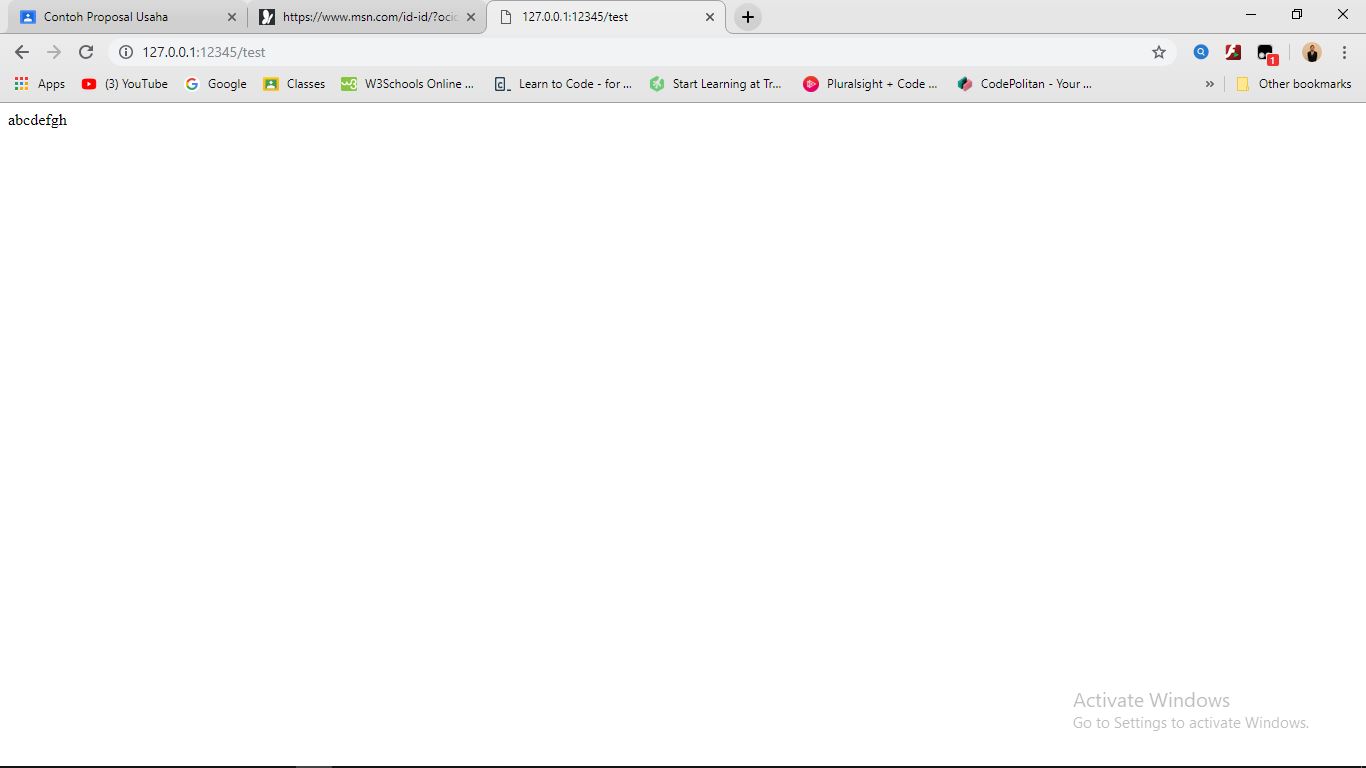 Contoh Proposal Usaha
https://www.msn.com/id-id/?ocid
127.0.0.1:12345/test
127.0.0.1:12345/test
1
Apps
(3) YouTube
Google
Classes
W3Schools Online ...
Learn to Code - for ...
Start Learning at Tr...
Pluralsight + Code ...
CodePolitan - Your ...
»
Other bookmarks
abcdefgh
Activate Windows
Go to Settings to activate Windows.